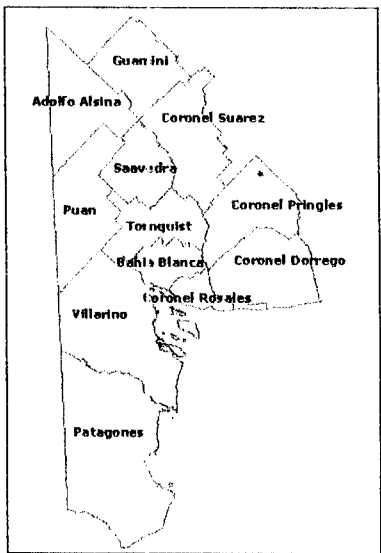 Guamini
Adolfo Alsina
Coronel Suarez
Saavedra
Puan
Coronel Pringles
Tornquist
Bahia Blanca
Coronel Dorrego
Coronel Rosales
Villarino
Patagones